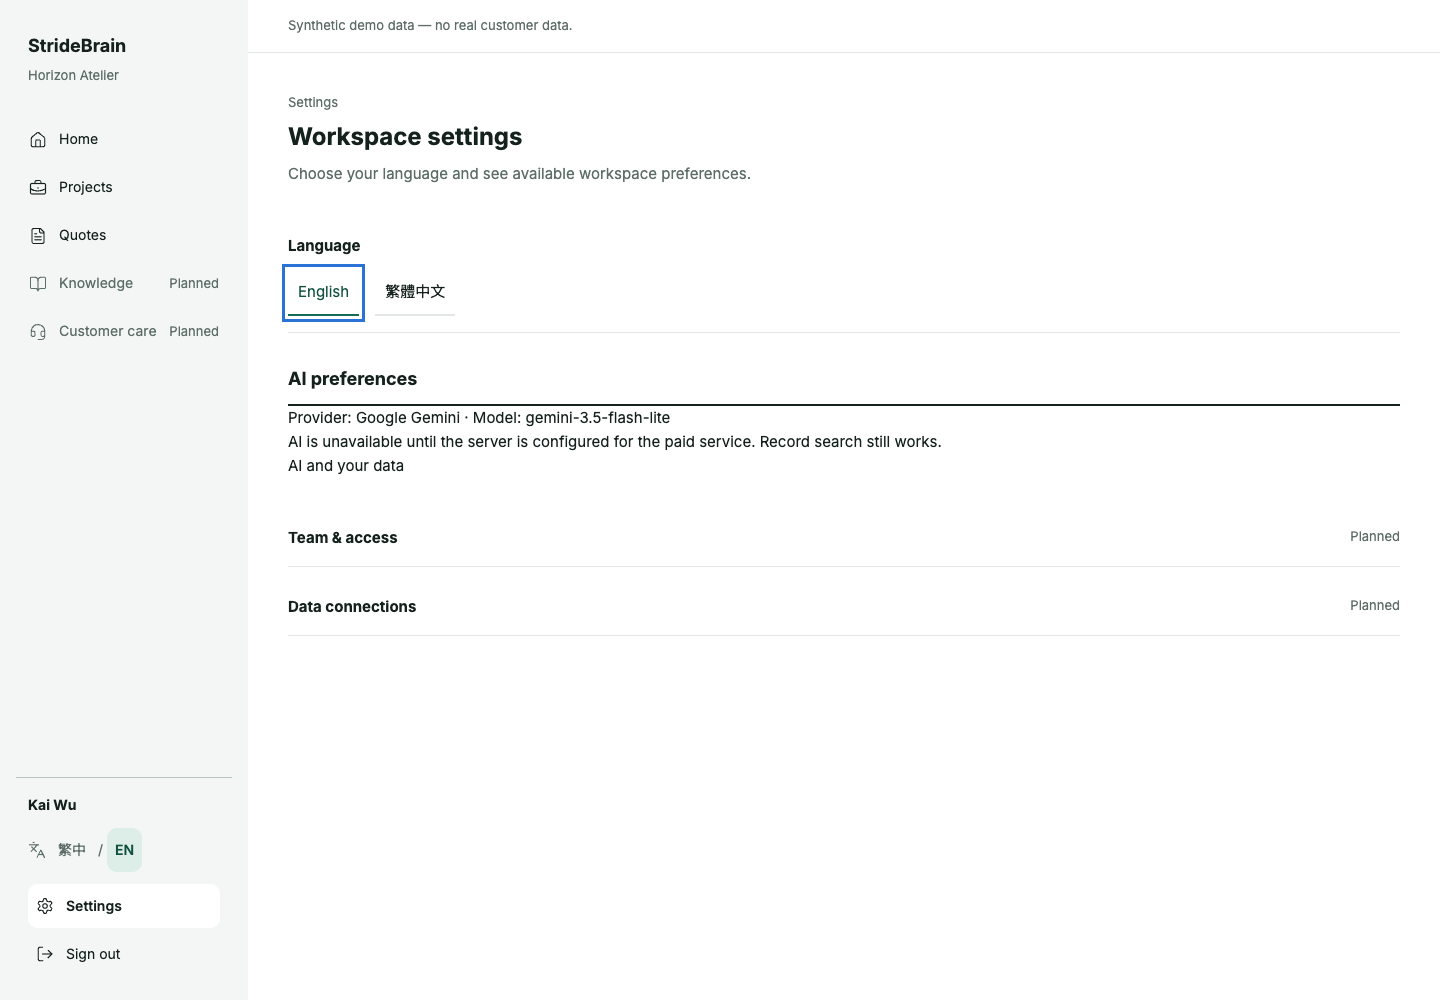 StrideBrain
Horizon Atelier
Home
Projects
Quotes
Knowledge Planned
Customer care Planned
Kai Wu
繁中 / EN
Settings
Sign out
Synthetic demo data — no real customer data.
Settings
Workspace settings
Choose your language and see available workspace preferences.
Language
English 繁體中文
AI preferences
Provider: Google Gemini · Model: gemini-3.5-flash-lite
AI is unavailable until the server is configured for the paid service. Record search still works.
AI and your data
Team & access Planned
Data connections Planned